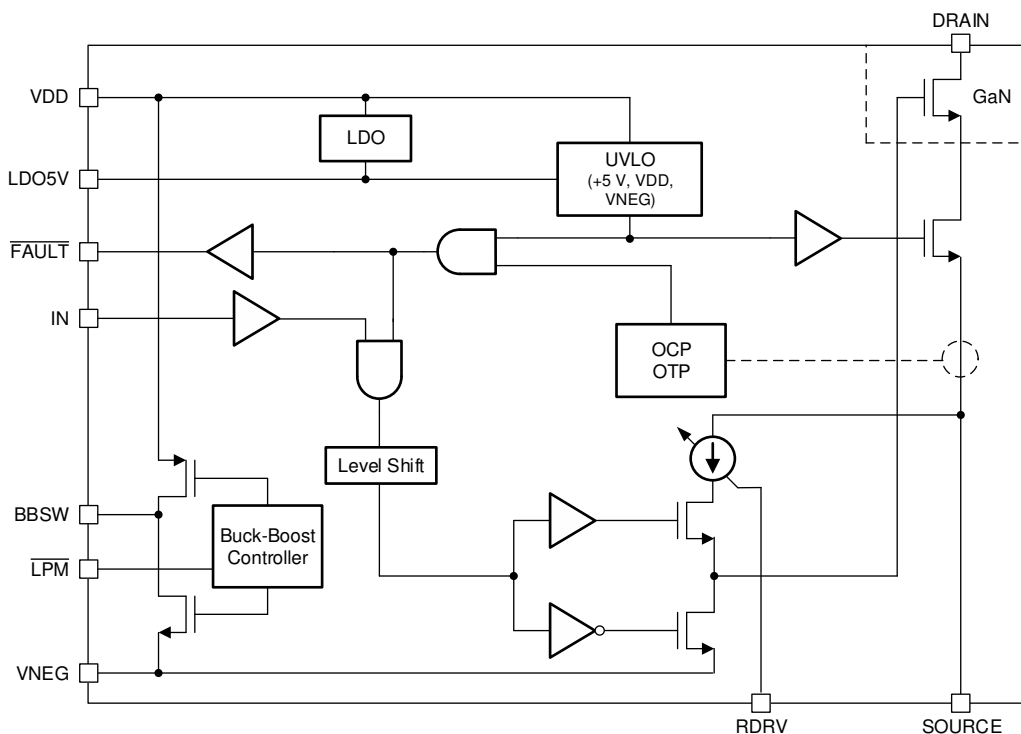 DRAIN
VDD
GaN
LDO
LDO5V
UVLO
(+5 V, VDD,
VNEG)
FAULT
IN
OCP
OTP
Level Shift
BBSW
Buck-Boost
Controller
LPM
VNEG
RDRV
SOURCE